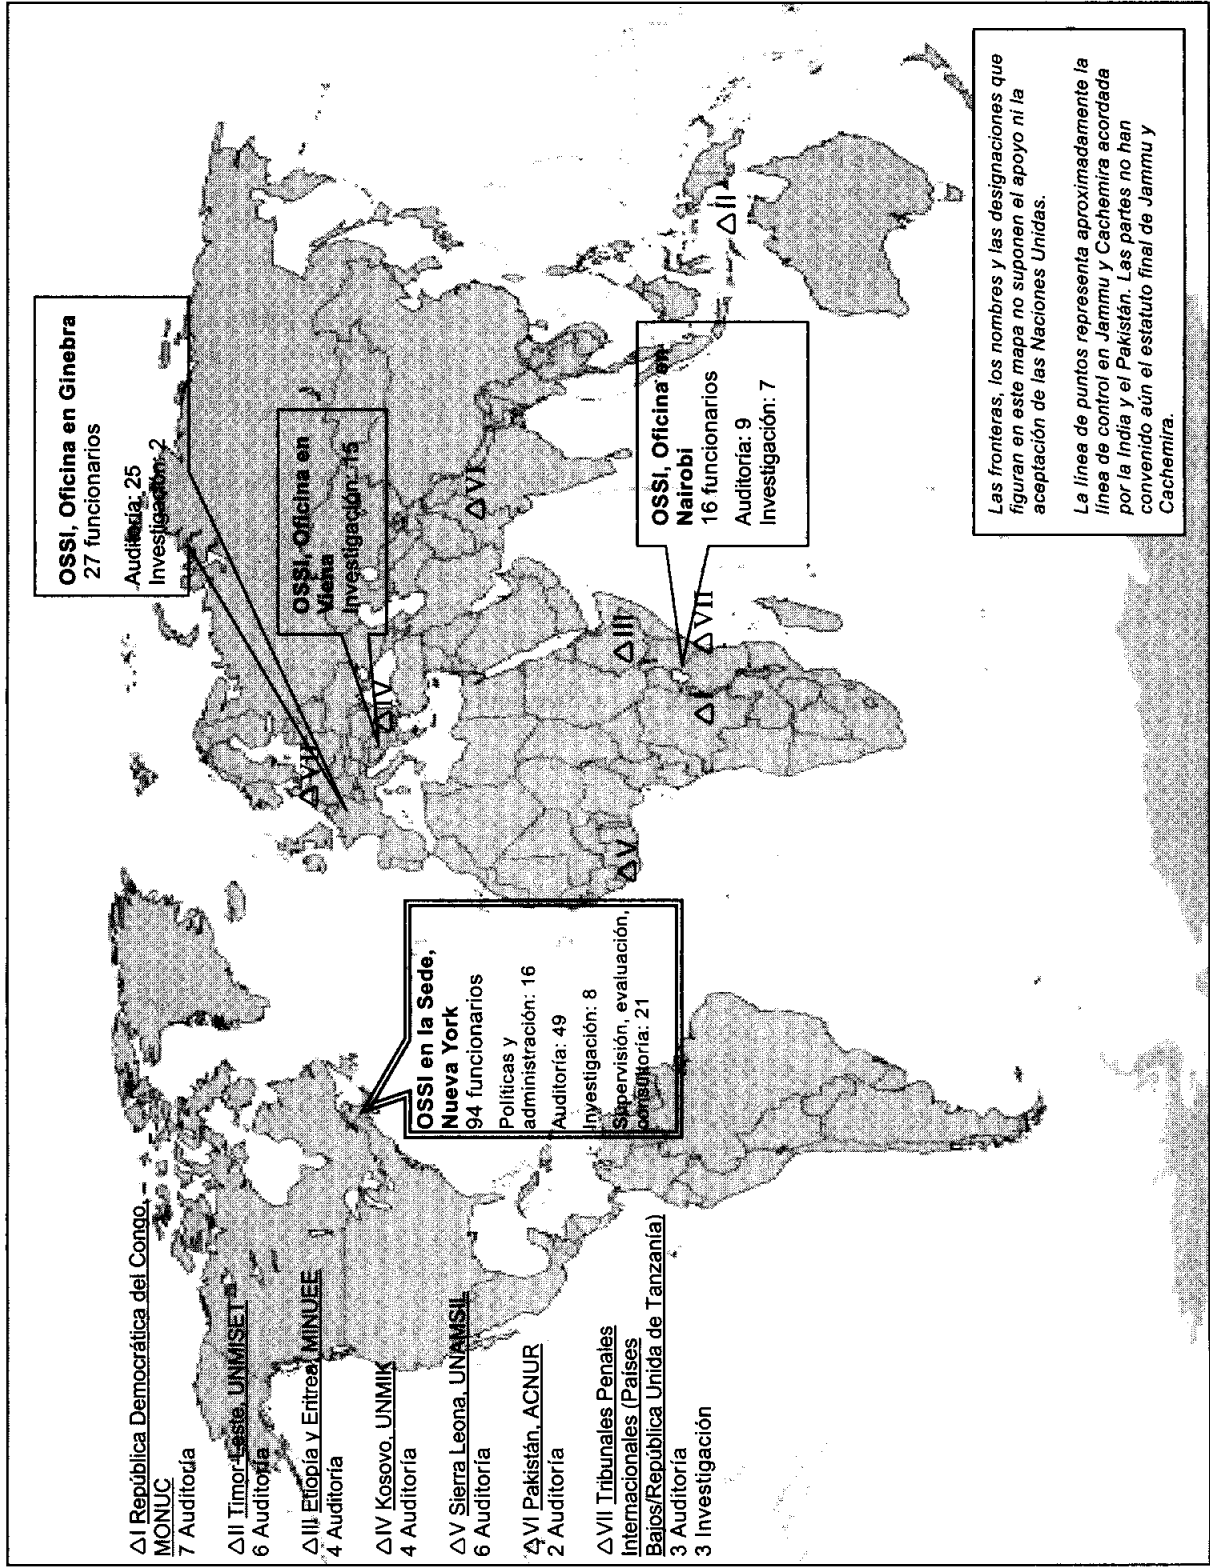 OSSI, Oficina en Ginebra
27 funcionarios
Auditoría: 25
Investigación: 2
OSSI, Oficina en
Viena
Investigación: 15
OSSI, Oficina en
Nairobi
16 funcionarios
Auditoría: 9
Investigación: 7
OSSI en la Sede,
Nueva York
94 funcionarios
Políticas y
administración: 16
Auditoría: 49
Investigación: 8
Supervisión, evaluación,
consultoría: 21
ΔI República Democrática del Congo, –
MONUC
7 Auditoría
ΔII Timor-Leste, UNMISET
6 Auditoría
ΔIII Etiopía y Eritrea, MINUEE
4 Auditoría
ΔIV Kosovo, UNMIK
4 Auditoría
ΔV Sierra Leona, UNAMSIL
6 Auditoría
ΔVI Pakistán, ACNUR
2 Auditoría
ΔVII Tribunales Penales
Internacionales (Países
Bajos/República Unida de Tanzanía)
3 Auditoría
3 Investigación
ΔVII
ΔIV
ΔV
ΔIII
ΔI
ΔVII
ΔVI
ΔII
Las fronteras, los nombres y las designaciones que
figuran en este mapa no suponen el apoyo ni la
aceptación de las Naciones Unidas.
La línea de puntos representa aproximadamente la
línea de control en Jammu y Cachemira acordada
por la India y el Pakistán. Las partes no han
convenido aún el estatuto final de Jammu y
Cachemira.